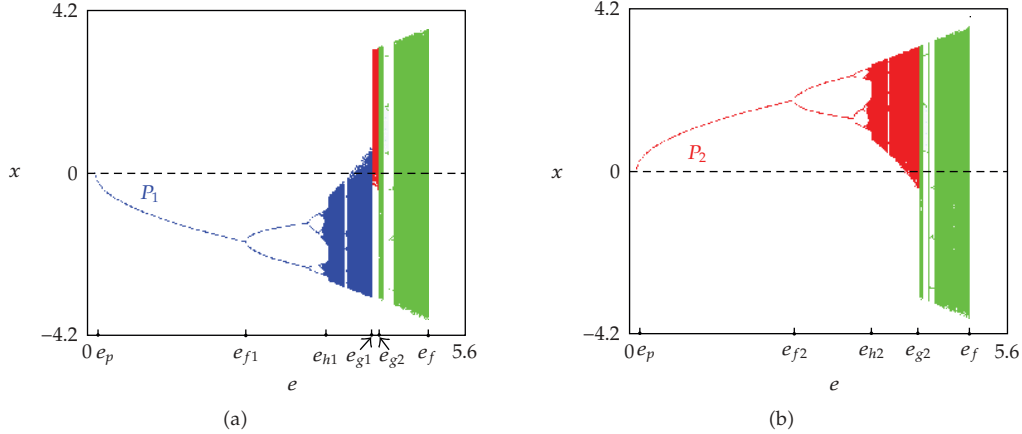 4.2
x
0
P1
−4.2
0 ep ef1 eh1 eg1 eg2 ef 5.6
e
(a)
4.2
x
0
P2
−4.2
0 ep ef2 eh2 eg2 ef 5.6
e
(b)